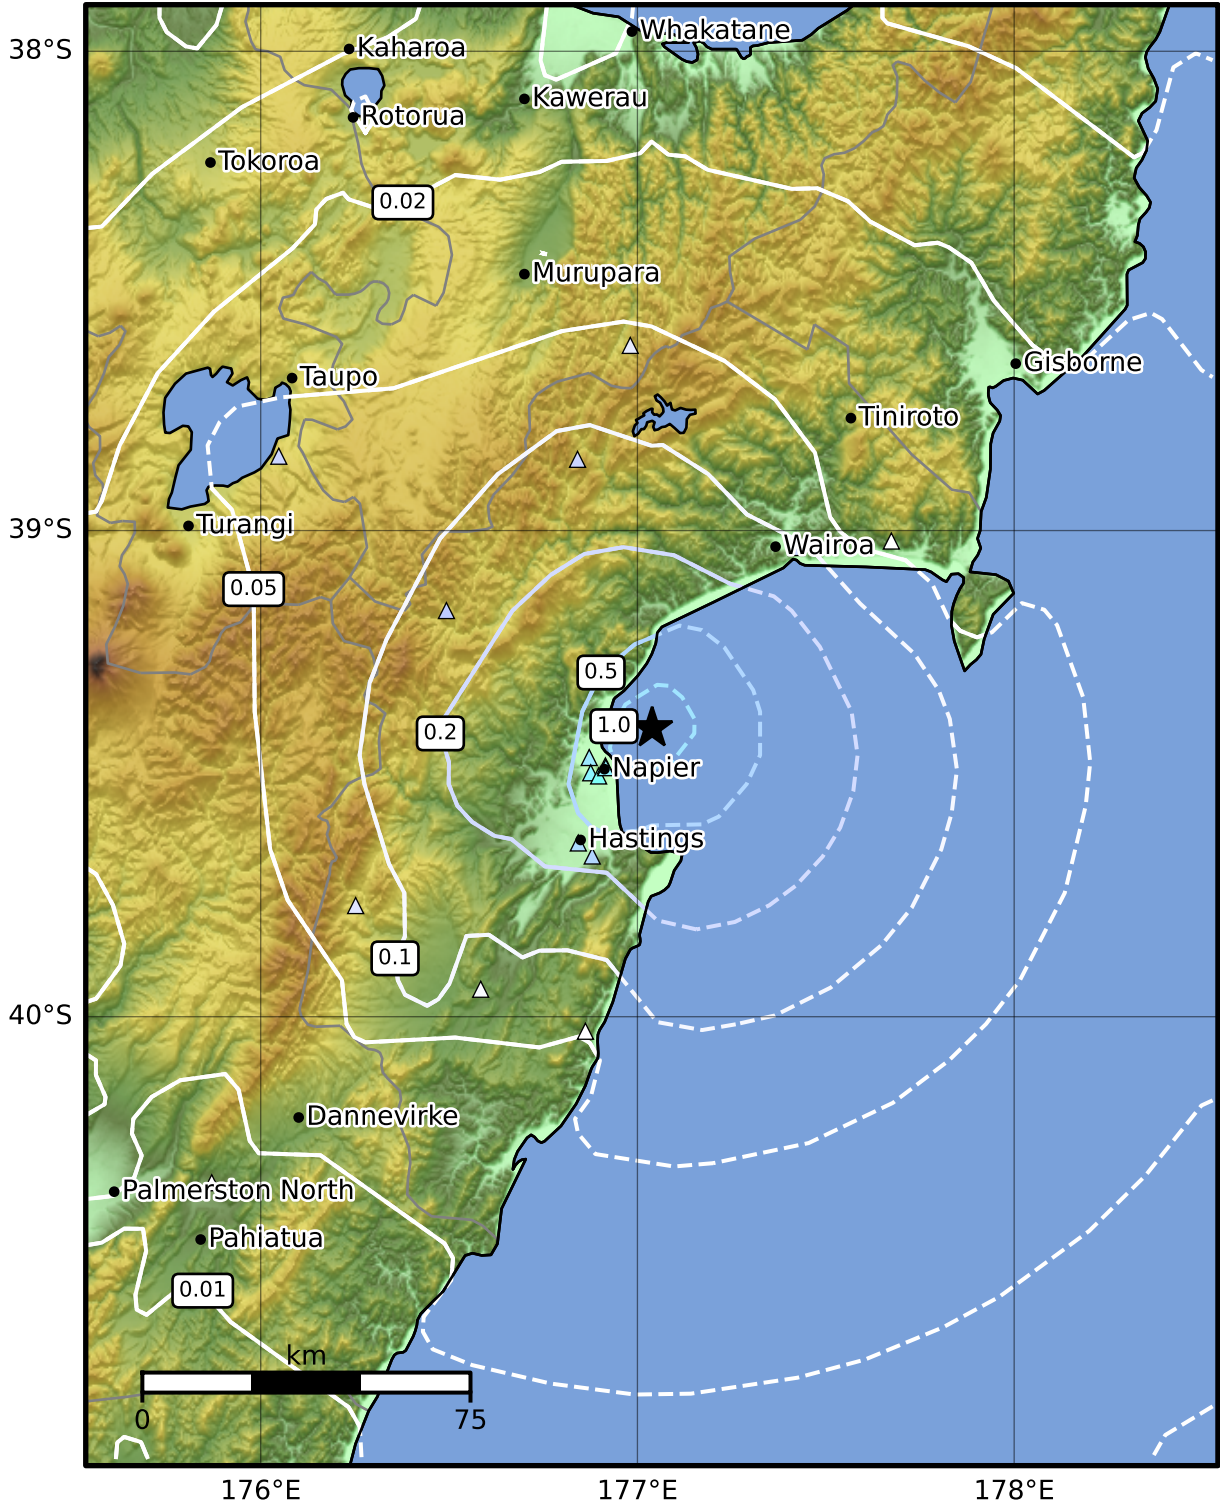 Whakatane
38°S
Kaharoa
Kawerau
Rotorua
Tokoroa
0.02
Murupara
Gisborne
Taupo
Tiniroto
39°S
Turangi
Wairoa
0.05
0.5
0.2
1.0
Napier
Hastings
0.1
40°S
Dannevirke
Palmerston North
Pahiatua
0.01
km
0
75
176°E
177°E
178°E